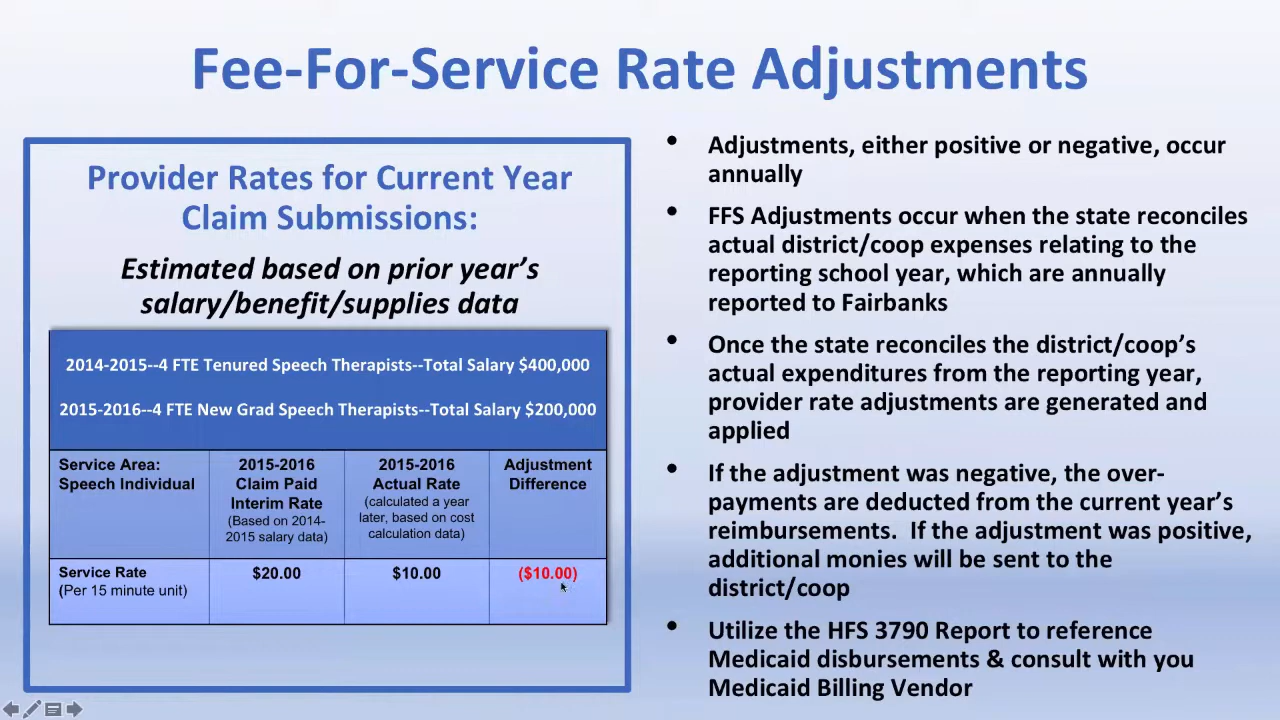 Fee-For-Service Rate Adjustments
Provider Rates for Current Year
Claim Submissions:
Estimated based on prior year's
salary/benefit/supplies data
2014-2015--4 FTE Tenured Speech Therapists--Total Salary $400,000
2015-2016--4 FTE New Grad Speech Therapists--Total Salary $200,000
Service Area:
Speech Individual
2015-2016
Claim Paid
Interim Rate
(Based on 2014-
2015 salary data)
2015-2016
Actual Rate
(calculated a year
later, based on cost
calculation data)
Adjustment
Difference
Service Rate
(Per 15 minute unit)
$20.00
$10.00
($10.00)
• Adjustments, either positive or negative, occur
annually
• FFS Adjustments occur when the state reconciles
actual district/coop expenses relating to the
reporting school year, which are annually
reported to Fairbanks
• Once the state reconciles the district/coop's
actual expenditures from the reporting year,
provider rate adjustments are generated and
applied
• If the adjustment was negative, the over-
payments are deducted from the current year's
reimbursements.  If the adjustment was positive,
additional monies will be sent to the
district/coop
• Utilize the HFS 3790 Report to reference
Medicaid disbursements & consult with you
Medicaid Billing Vendor